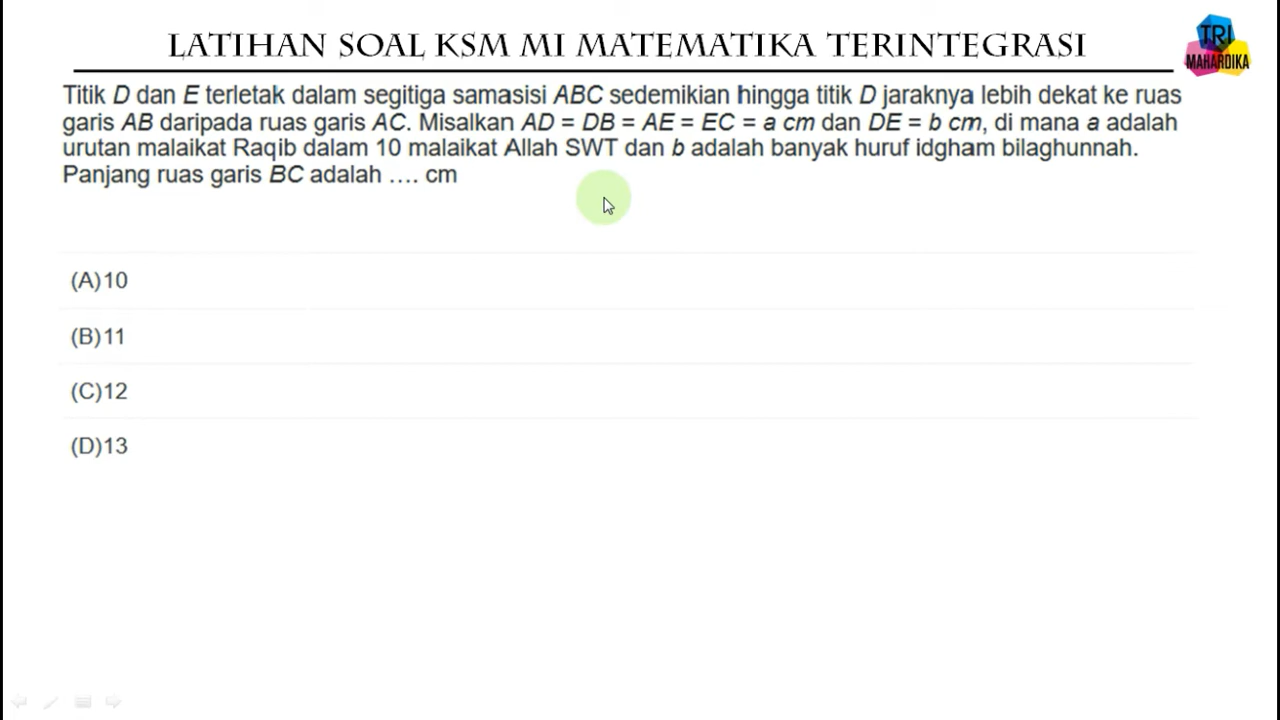 LATIHAN SOAL KSM MI MATEMATIKA TERINTEGRASI
TRI
MAHARDIKA
Titik D dan E terletak dalam segitiga samasisi ABC sedemikian hingga titik D jaraknya lebih dekat ke ruas
garis AB daripada ruas garis AC. Misalkan AD = DB = AE = EC = a cm dan DE = b cm, di mana a adalah
urutan malaikat Raqib dalam 10 malaikat Allah SWT dan b adalah banyak huruf idgham bilaghunnah.
Panjang ruas garis BC adalah .... cm
(A)10
(B)11
(C)12
(D)13